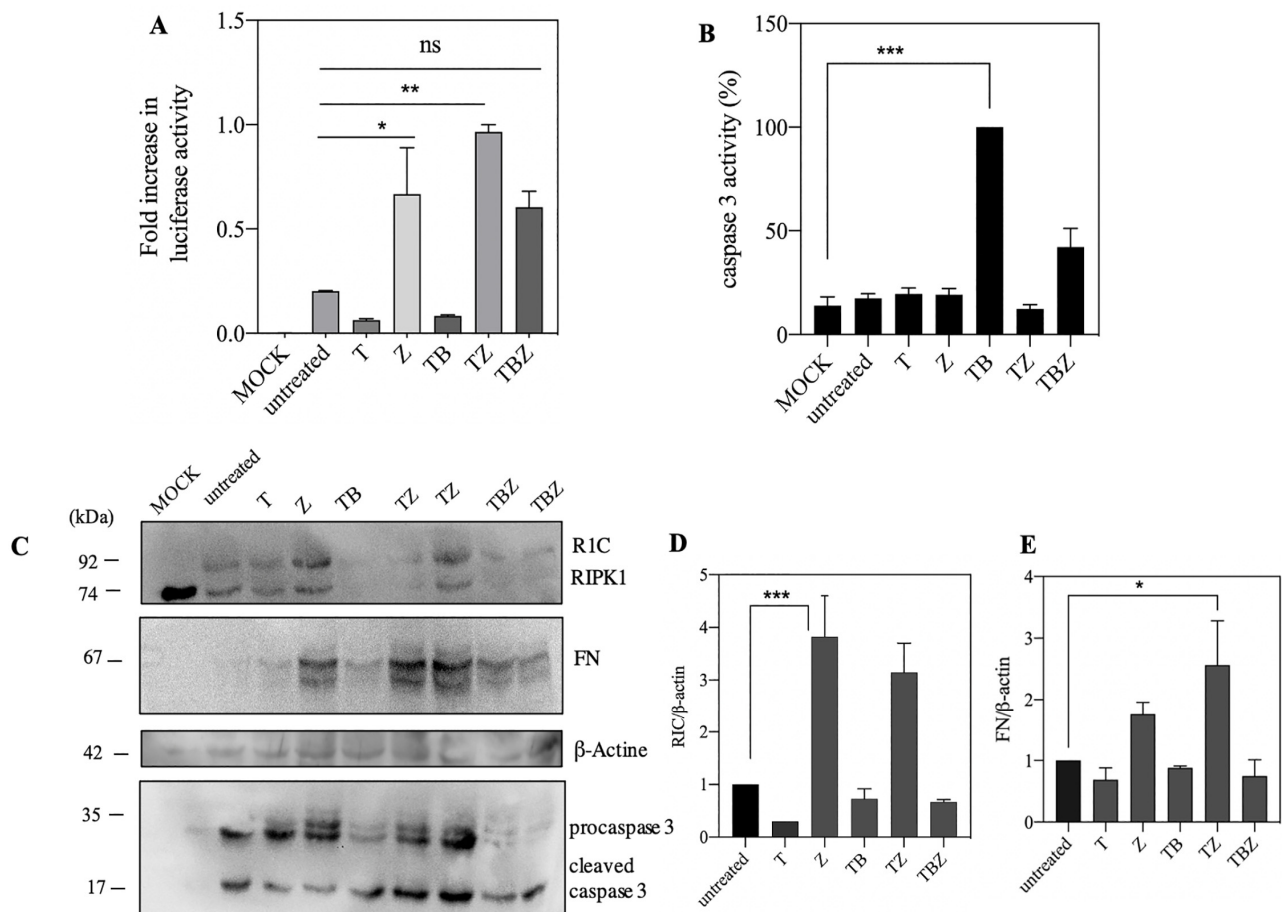 A
Fold increase in
luciferase activity
1.5
1.0
0.5
0.0
ns
**
*
MOCK
untreated
T
Z
TB
TZ
TBZ
B
caspase 3 activity (%)
150
100
50
0
***
MOCK
untreated
T
Z
TB
TZ
TBZ
C
MOCK
untreated
T
Z
TB
TZ
TZ
TBZ
TBZ
(kDa)
92
R1C
74
RIPK1
67
FN
42
β-Actine
35
procaspase 3
cleaved
17
caspase 3
D
RIC/β-actin
5
4
3
2
1
0
***
untreated
T
Z
TB
TZ
TBZ
E
FN/β-actin
4
3
2
1
0
*
untreated
T
Z
TB
TZ
TBZ